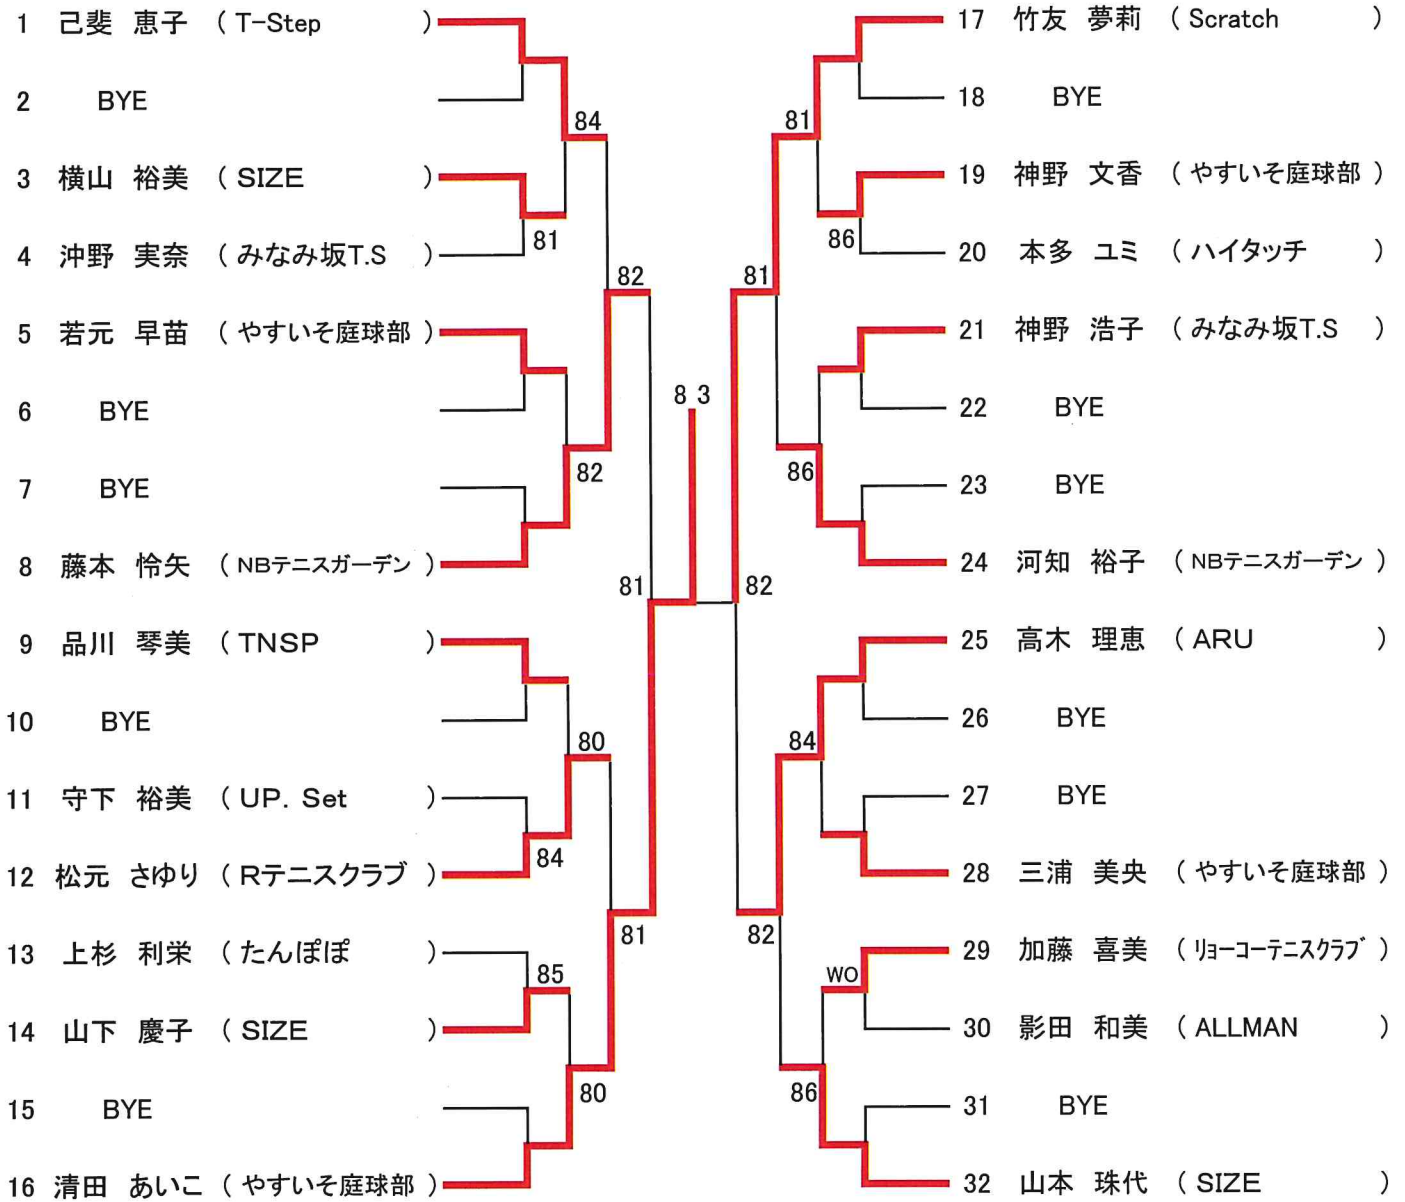 1 己斐 恵子 ( T-Step )
2 BYE
84
3 横山 裕美 ( SIZE )
81
4 沖野 実奈 ( みなみ坂T.S )
82
5 若元 早苗 ( やすいそ庭球部 )
6 BYE
82
7 BYE
8 藤本 怜矢 ( NBテニスガーデン )
81
9 品川 琴美 ( TNSP )
10 BYE
80
11 守下 裕美 ( UP. Set )
84
12 松元 さゆり ( Rテニスクラブ )
81
13 上杉 利栄 ( たんぽぽ )
85
14 山下 慶子 ( SIZE )
80
15 BYE
16 清田 あいこ ( やすいそ庭球部 )
8 3
17 竹友 夢莉 ( Scratch )
18 BYE
81
19 神野 文香 ( やすいそ庭球部 )
86
20 本多 ユミ ( ハイタッチ )
81
21 神野 浩子 ( みなみ坂T.S )
22 BYE
86
23 BYE
24 河知 裕子 ( NBテニスガーデン )
82
25 高木 理恵 ( ARU )
26 BYE
84
27 BYE
28 三浦 美央 ( やすいそ庭球部 )
82
29 加藤 喜美 ( リョーコーテニスクラブ )
WO
30 影田 和美 ( ALLMAN )
86
31 BYE
32 山本 珠代 ( SIZE )